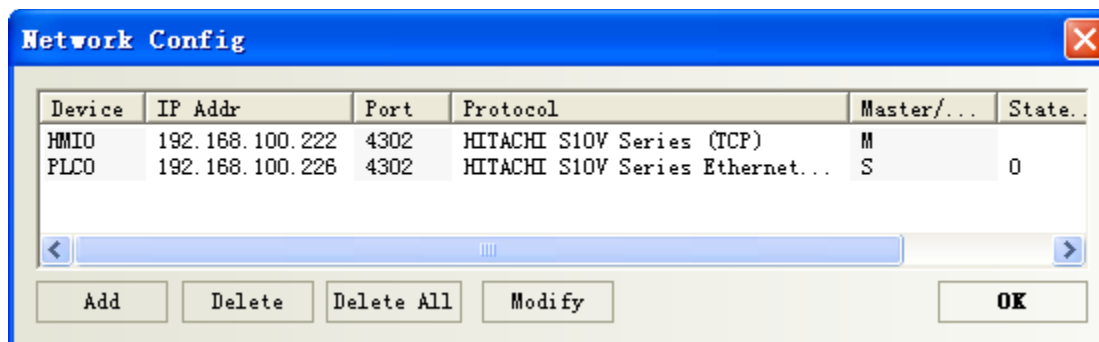 Network Config
Device IP Addr Port Protocol Master/... State..
HMI0 192.168.100.222 4302 HITACHI S10V Series (TCP) M
PLC0 192.168.100.226 4302 HITACHI S10V Series Ethernet... S 0
Add Delete Delete All Modify OK